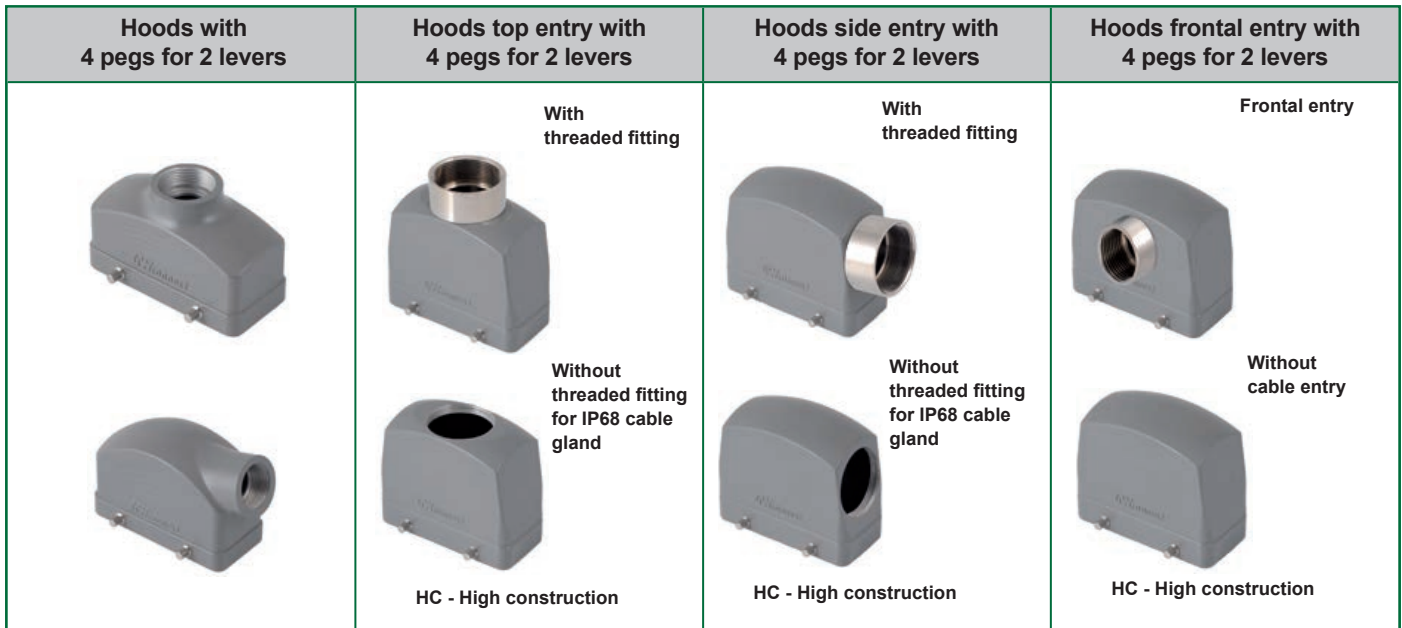 Hoods with
4 pegs for 2 levers
Hoods top entry with
4 pegs for 2 levers
Hoods side entry with
4 pegs for 2 levers
Hoods frontal entry with
4 pegs for 2 levers
With
threaded fitting
Without
threaded fitting
for IP68 cable
gland
HC - High construction
With
threaded fitting
Without
threaded fitting
for IP68 cable
gland
HC - High construction
Frontal entry
Without
cable entry
HC - High construction